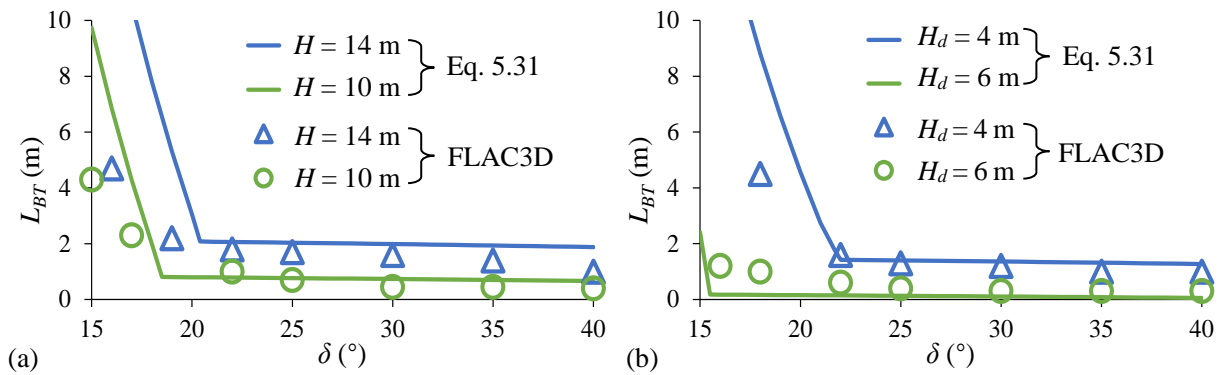 10
8
6
4
2
0
L_BT (m)
15 20 25 30 35 40
δ (°)
(a)
H = 14 m
H = 10 m
Eq. 5.31
H = 14 m
H = 10 m
FLAC3D
10
8
6
4
2
0
L_BT (m)
15 20 25 30 35 40
δ (°)
(b)
H_d = 4 m
H_d = 6 m
Eq. 5.31
H_d = 4 m
H_d = 6 m
FLAC3D